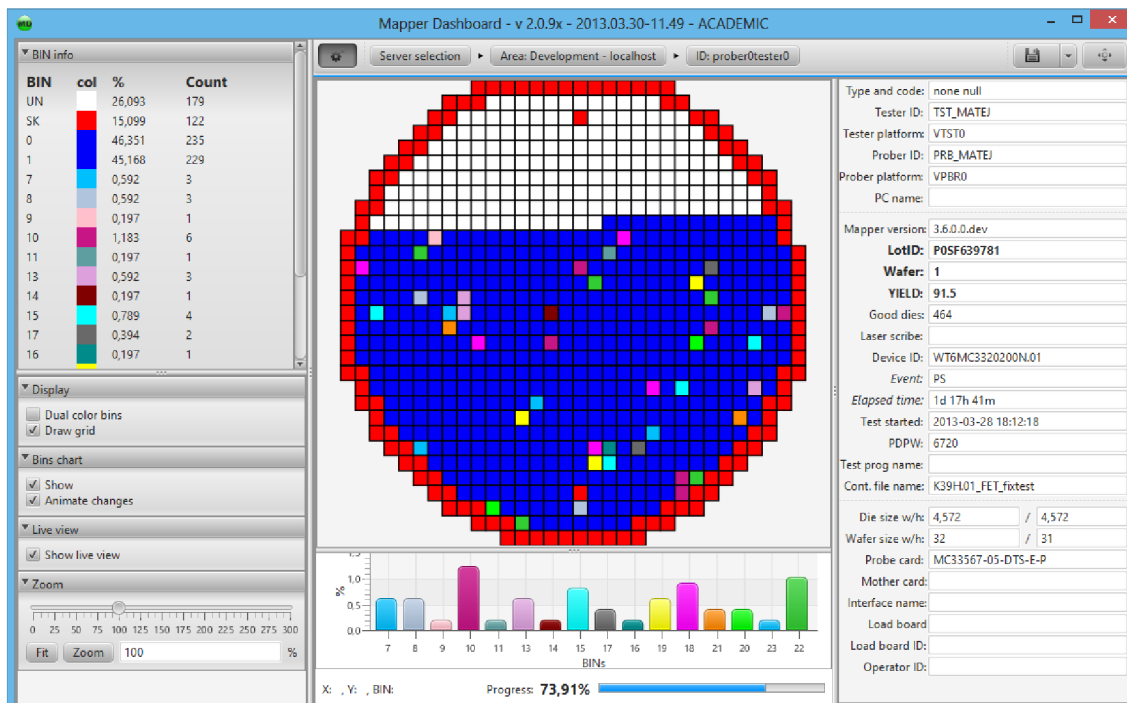 MD
Mapper Dashboard - v 2.0.9x - 2013.03.30-11.49 - ACADEMIC
BIN info
BIN col % Count
UN 26,093 179
SK 15,099 122
0 46,351 235
1 45,168 229
7 0,592 3
8 0,592 3
9 0,197 1
10 1,183 6
11 0,197 1
13 0,592 3
14 0,197 1
15 0,789 4
17 0,394 2
16 0,197 1
Display
Dual color bins
Draw grid
Bins chart
Show
Animate changes
Live view
Show live view
Zoom
0 25 50 75 100 125 150 175 200 225 250 275 300
Fit Zoom 100 %
Server selection Area: Development - localhost ID: prober0tester0
1,5
1,0
0,5
0,0
%
7 8 9 10 11 13 14 15 17 16 19 18 21 20 23 22
BINs
X: , Y: , BIN: Progress: 73,91%
Type and code: none null
Tester ID: TST_MATEJ
Tester platform: VTST0
Prober ID: PRB_MATEJ
Prober platform: VPBR0
PC name:
Mapper version: 3.6.0.0.dev
LotID: P0SF639781
Wafer: 1
YIELD: 91.5
Good dies: 464
Laser scribe:
Device ID: WT6MC3320200N.01
Event: PS
Elapsed time: 1d 17h 41m
Test started: 2013-03-28 18:12:18
PDPW: 6720
Test prog name:
Cont. file name: K39H.01_FET_fixtest
Die size w/h: 4,572 / 4,572
Wafer size w/h: 32 / 31
Probe card: MC33567-05-DTS-E-P
Mother card:
Interface name:
Load board
Load board ID:
Operator ID: